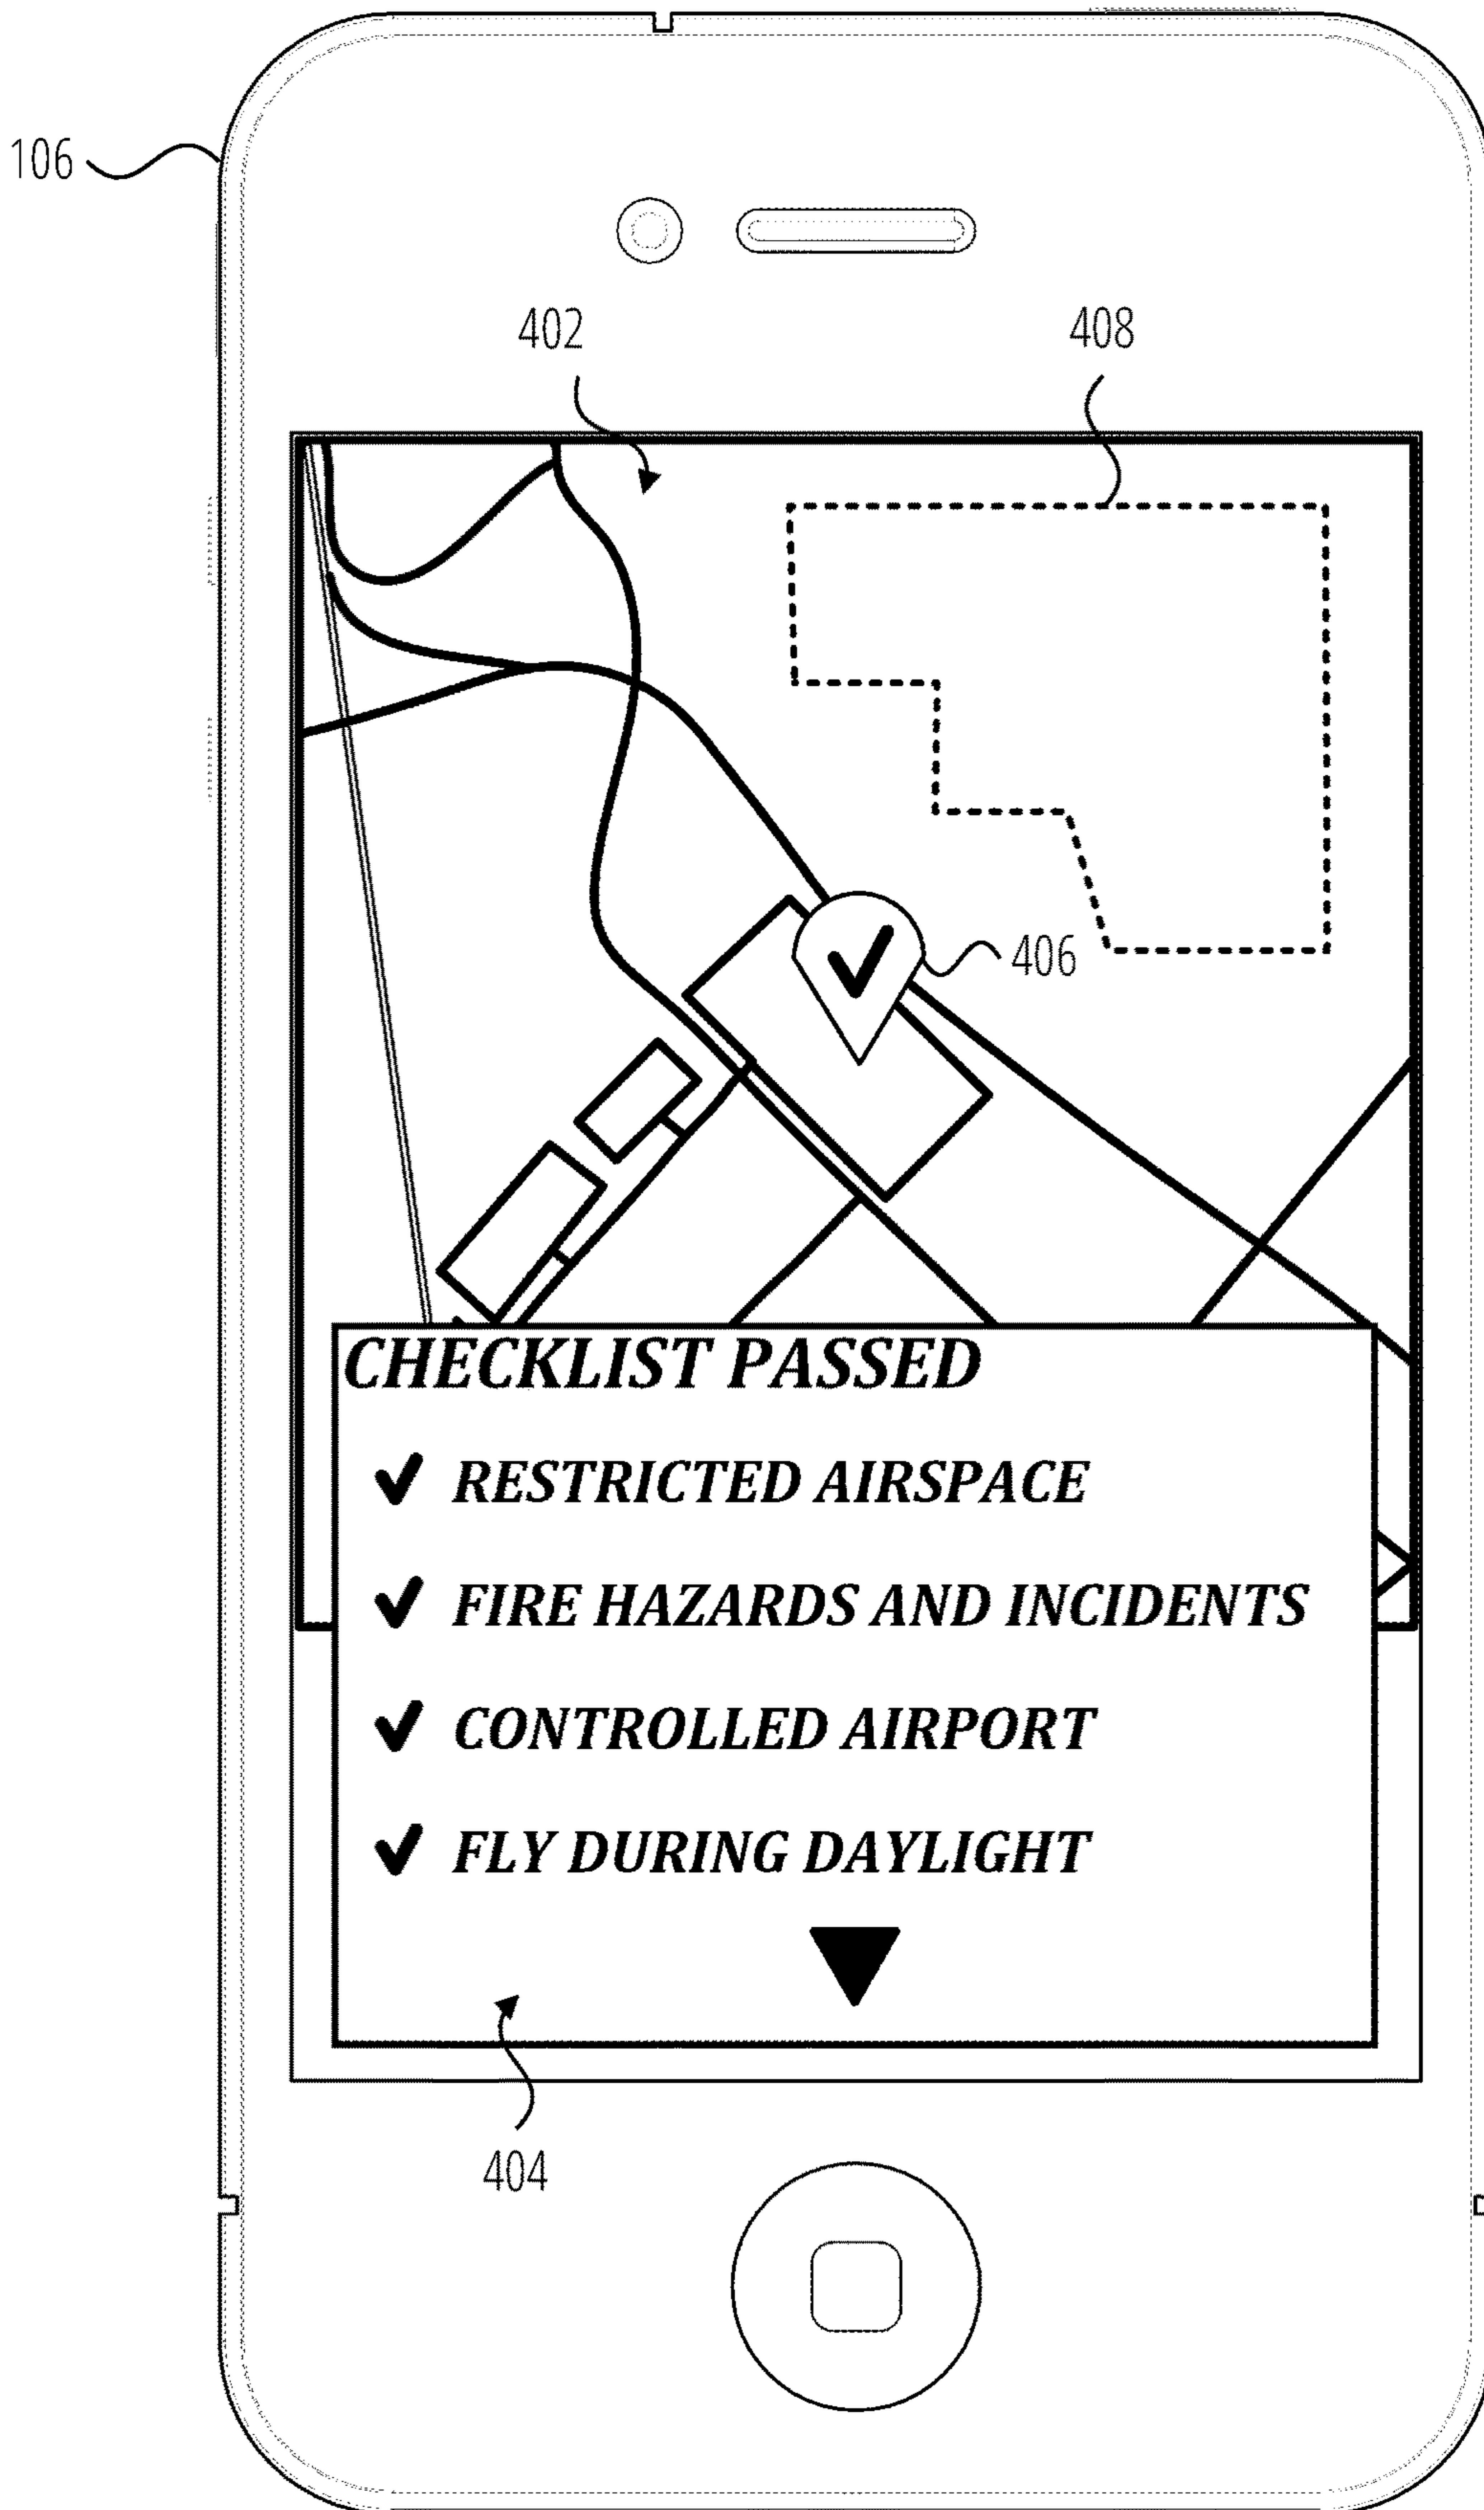 106
402
408
406
CHECKLIST PASSED
RESTRICTED AIRSPACE
FIRE HAZARDS AND INCIDENTS
CONTROLLED AIRPORT
FLY DURING DAYLIGHT
404